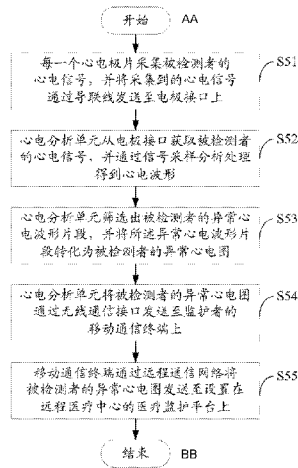 开始 AA
每一个心电极片采集被检测者的 S51
心电信号，并将采集到的心电信号
通过导联线发送至电极接口上
心电分析单元从电极接口获取被检测者 S52
的心电信号，并通过信号采样分析处理
得到心电波形
心电分析单元筛选出被检测者的异常心 S53
电波形片段，并将所述异常心电波形片
段转化为被检测者的异常心电图
心电分析单元将被检测者的异常心电图 S54
通过无线通信接口发送至监护者的
移动通信终端上
移动通信终端通过远程通信网络将 S55
被检测者的异常心电图发送至设置在
远程医疗中心的医疗监护平台上
结束 BB